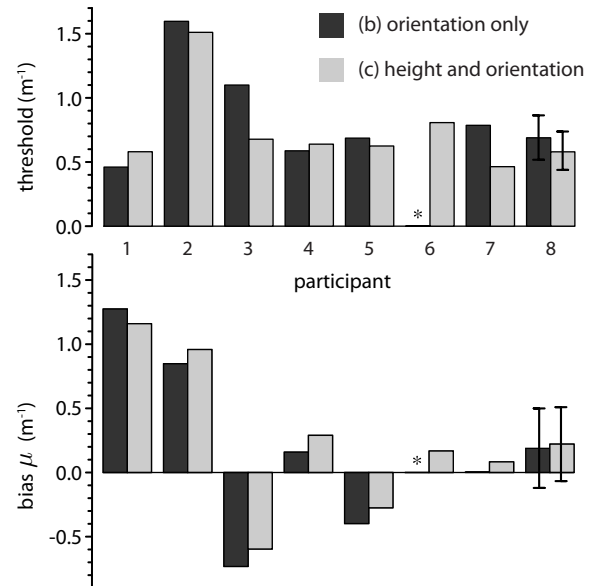 1.5
(b) orientation only
(c) height and orientation
1.0
threshold (m-1)
0.5
*
0.0
1 2 3 4 5 6 7 8
participant
1.5
1.0
0.5
bias μ (m-1)
*
0.0
-0.5